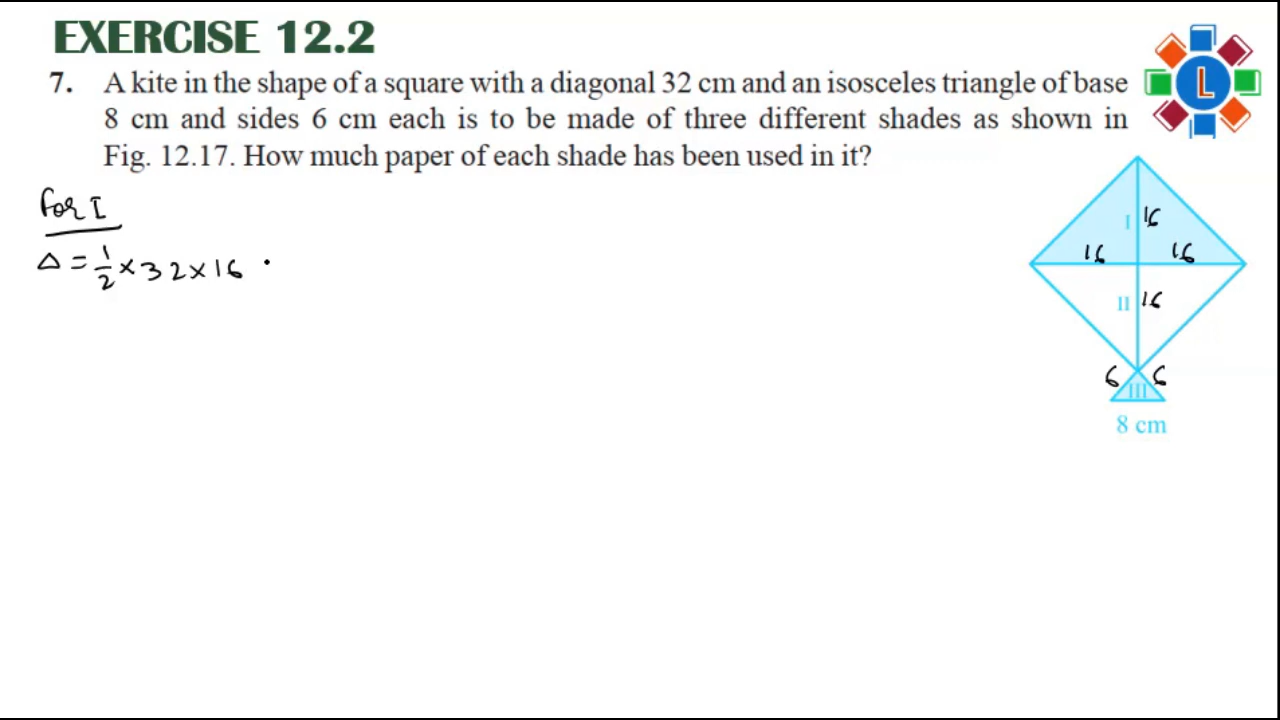 EXERCISE 12.2
7. A kite in the shape of a square with a diagonal 32 cm and an isosceles triangle of base
8 cm and sides 6 cm each is to be made of three different shades as shown in
Fig. 12.17. How much paper of each shade has been used in it?
L
For I
Δ = 1/2 × 32 × 16
I 16
16 16
II 16
6 6
III
8 cm